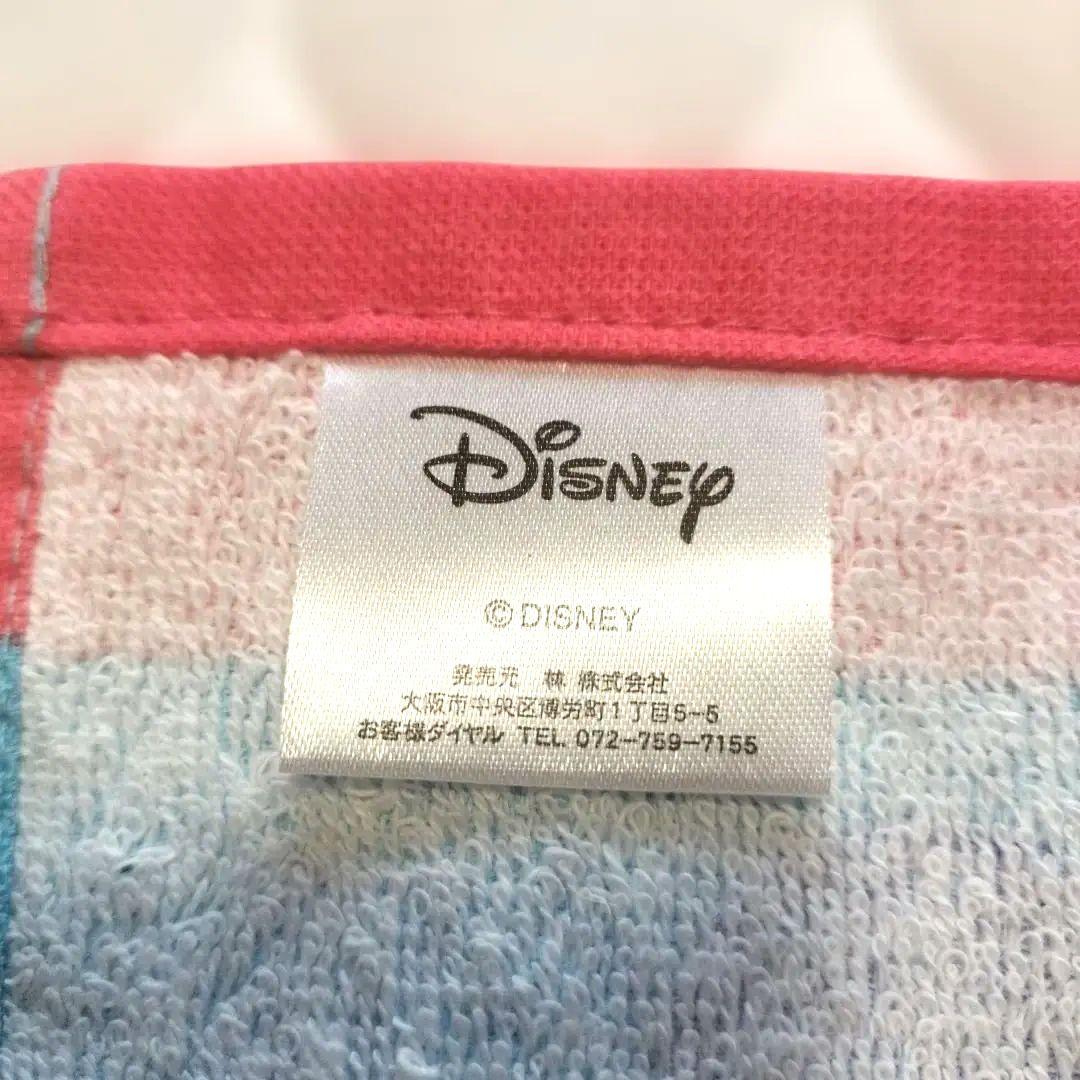 Disney
© DISNEY
発売元 林 株式会社
大阪市中央区博労町1丁目5-5
お客様ダイヤル TEL 072-759-7155